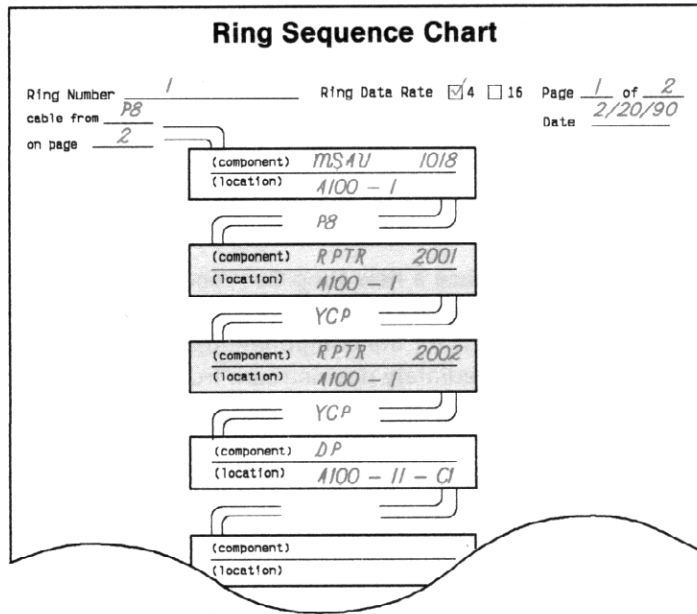 Ring Sequence Chart
Ring Number 1 Ring Data Rate ☑4 ☐16 Page 1 of 2
cable from P8 Date 2/20/90
on page 2
(component) MSAU 1018
(location) A100 - 1
P8
(component) RPTR 2001
(location) A100 - 1
YCP
(component) RPTR 2002
(location) A100 - 1
YCP
(component) DP
(location) A100 - 11 - C1
(component)
(location)